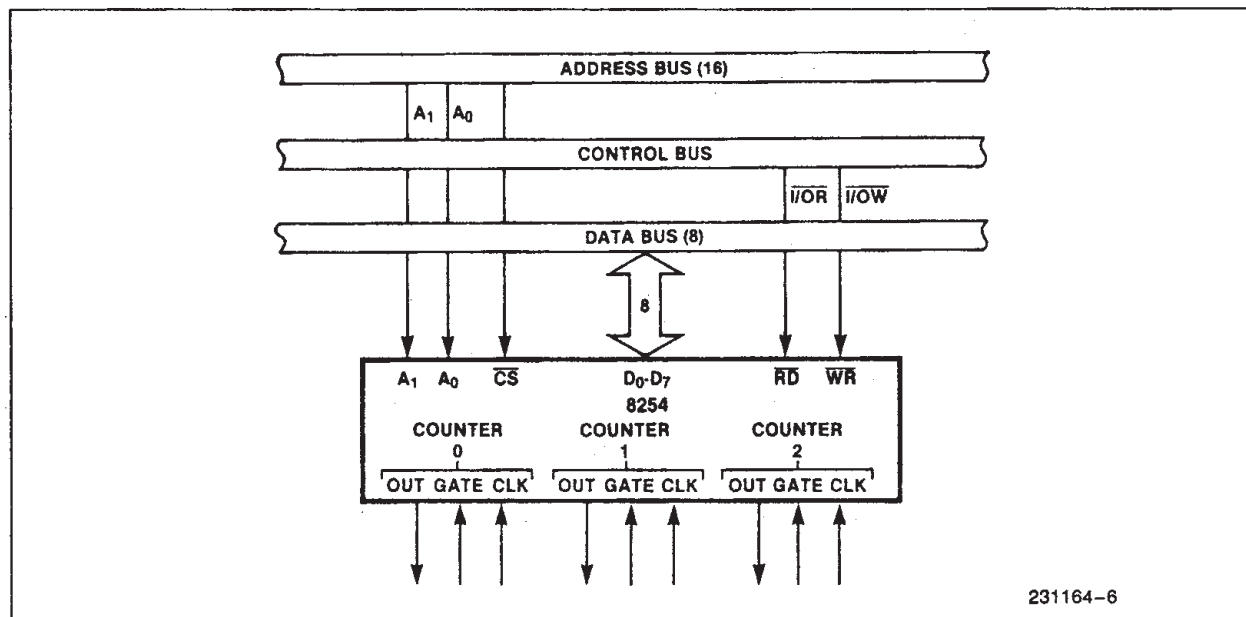 ADDRESS BUS (16)
A1 A0
CONTROL BUS
I/OR I/OW
DATA BUS (8)
8
A1 A0 CS D0-D7 RD WR
8254
COUNTER COUNTER COUNTER
0 1 2
OUT GATE CLK OUT GATE CLK OUT GATE CLK
231164-6